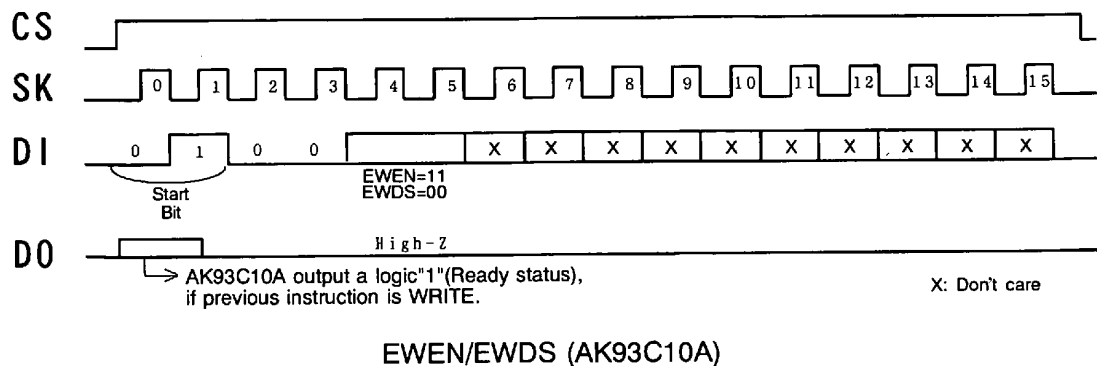 CS
SK 0 1 2 3 4 5 6 7 8 9 10 11 12 13 14 15
DI 0 1 0 0 X X X X X X X X X X
EWEN=11
EWDS=00
Start
Bit
DO High-Z
AK93C10A output a logic"1"(Ready status),
if previous instruction is WRITE.
X: Don't care
EWEN/EWDS (AK93C10A)